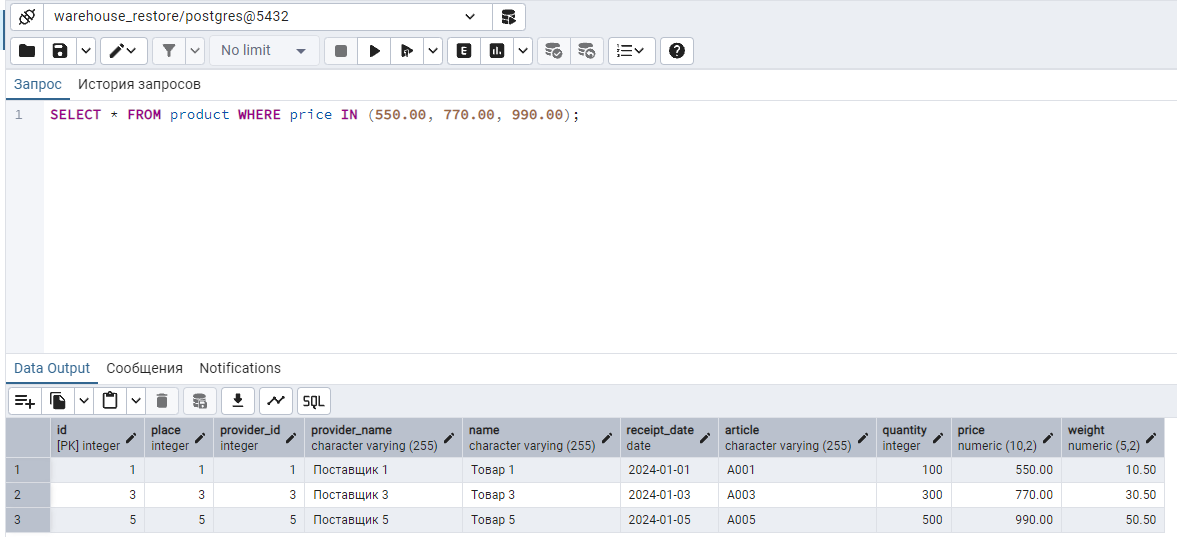 warehouse_restore/postgres@5432
No limit
E
Запрос История запросов
1 SELECT * FROM product WHERE price IN (550.00, 770.00, 990.00);
Data Output Сообщения Notifications
SQL
id place provider_id provider_name name receipt_date article quantity price weight
[PK] integer integer integer character varying (255) character varying (255) date character varying (255) integer numeric (10,2) numeric (5,2)
1 1 1 1 Поставщик 1 Товар 1 2024-01-01 A001 100 550.00 10.50
2 3 3 3 Поставщик 3 Товар 3 2024-01-03 A003 300 770.00 30.50
3 5 5 5 Поставщик 5 Товар 5 2024-01-05 A005 500 990.00 50.50